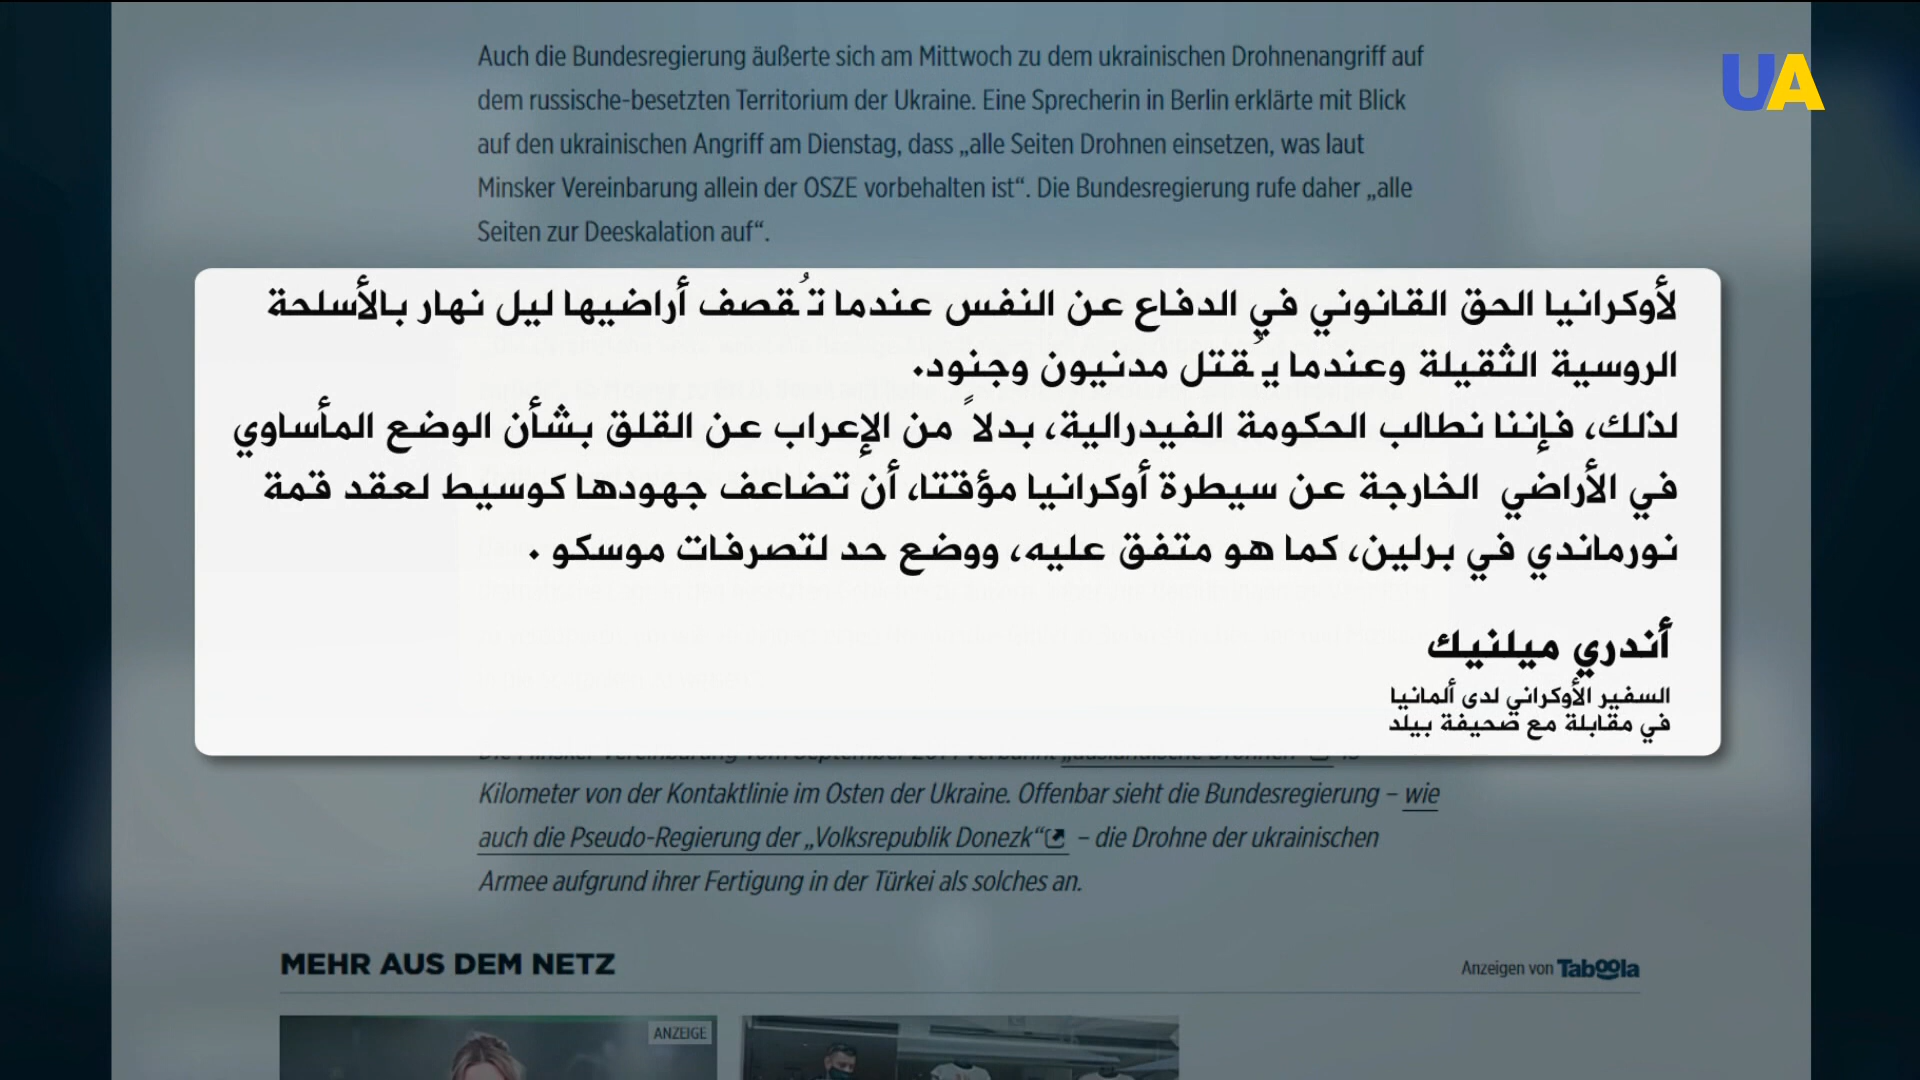 Auch die Bundesregierung äußerte sich am Mittwoch zu dem ukrainischen Drohnenangriff auf
dem russische-besetzten Territorium der Ukraine. Eine Sprecherin in Berlin erklärte mit Blick
auf den ukrainischen Angriff am Dienstag, dass „alle Seiten Drohnen einsetzen, was laut
Minsker Vereinbarung allein der OSZE vorbehalten ist“. Die Bundesregierung rufe daher „alle
Seiten zur Deeskalation auf“.
UA
لأوكرانيا الحق القانوني في الدفاع عن النفس عندما تُقصف أراضيها ليل نهار بالأسلحة
الروسية الثقيلة وعندما يُقتل مدنيون وجنود.
لذلك، فإننا نطالب الحكومة الفيدرالية، بدلاً من الإعراب عن القلق بشأن الوضع المأساوي
في الأراضي الخارجة عن سيطرة أوكرانيا مؤقتا، أن تضاعف جهودها كوسيط لعقد قمة
نورماندي في برلين، كما هو متفق عليه، ووضع حد لتصرفات موسكو .
أندري ميلنيك
السفير الأوكراني لدى ألمانيا
في مقابلة مع صحيفة بيلد
Kilometer von der Kontaktlinie im Osten der Ukraine. Offenbar sieht die Bundesregierung – wie
auch die Pseudo-Regierung der „Volksrepublik Donezk“ – die Drohne der ukrainischen
Armee aufgrund ihrer Fertigung in der Türkei als solches an.
MEHR AUS DEM NETZ
Anzeigen von Taboola
ANZEIGE